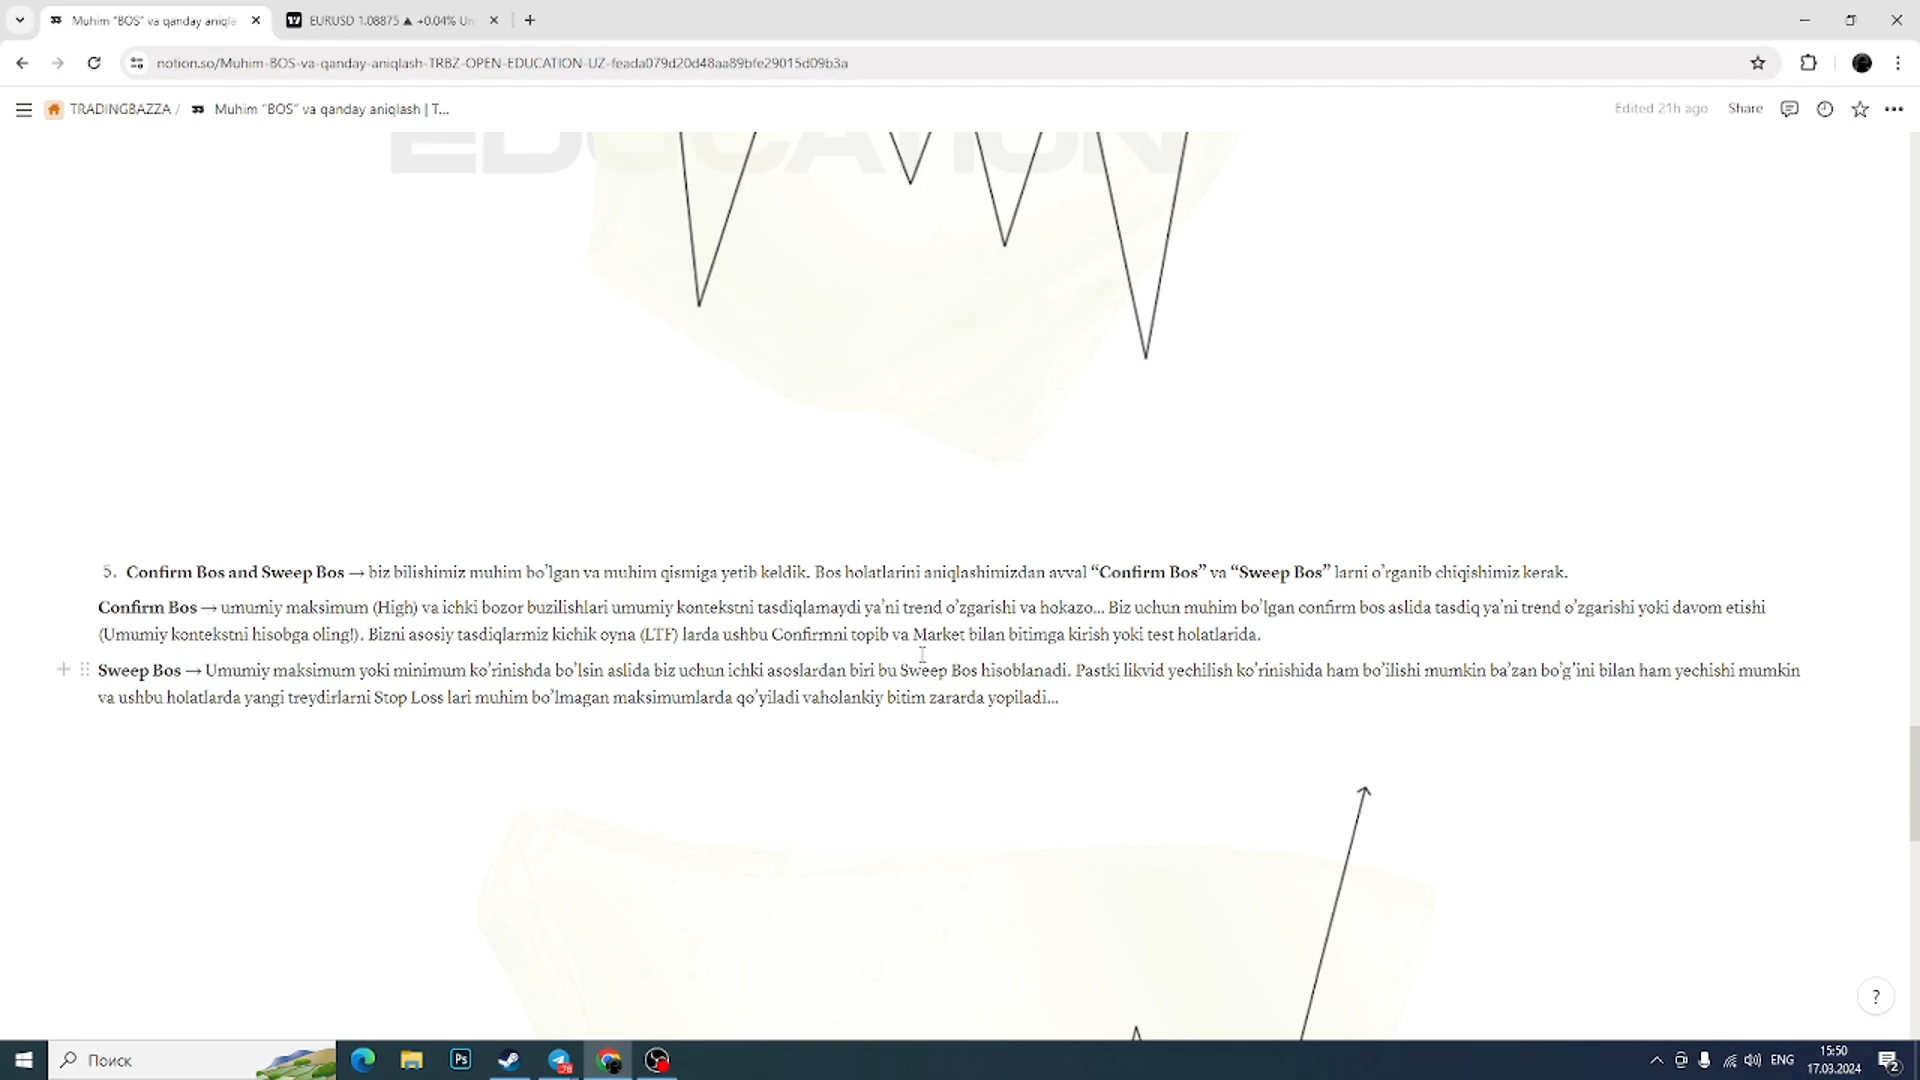 Muhim "BOS" va qanday aniqla
EURUSD 1.08875 ▲ +0.04% Un
notion.so/Muhim-BOS-va-qanday-aniqlash-TRBZ-OPEN-EDUCATION-UZ-feada079d20d48aa89bfe29015d09b3a
TRADINGBAZZA / Muhim "BOS" va qanday aniqlash | T...
Edited 21h ago Share
EDUCATION
5. Confirm Bos and Sweep Bos → biz bilishimiz muhim bo'lgan va muhim qismiga yetib keldik. Bos holatlarini aniqlashimizdan avval “Confirm Bos” va “Sweep Bos” larni o'rganib chiqishimiz kerak.
Confirm Bos → umumiy maksimum (High) va ichki bozor buzilishlari umumiy kontekstni tasdiqlamaydi ya'ni trend o'zgarishi va hokazo... Biz uchun muhim bo'lgan confirm bos aslida tasdiq ya'ni trend o'zgarishi yoki davom etishi
(Umumiy kontekstni hisobga oling!). Bizni asosiy tasdiqlarmiz kichik oyna (LTF) larda ushbu Confirmni topib va Market bilan bitimga kirish yoki test holatlarida.
Sweep Bos → Umumiy maksimum yoki minimum ko'rinishda bo'lsin aslida biz uchun ichki asoslardan biri bu Sweep Bos hisoblanadi. Pastki likvid yechilish ko'rinishida ham bo'ilishi mumkin ba'zan bo'g'ini bilan ham yechishi mumkin
va ushbu holatlarda yangi treydirlarni Stop Loss lari muhim bo'lmagan maksimumlarda qo'yiladi vaholankiy bitim zararda yopiladi...
?
Поиск
Ps
28
ENG
15:50
17.03.2024
2